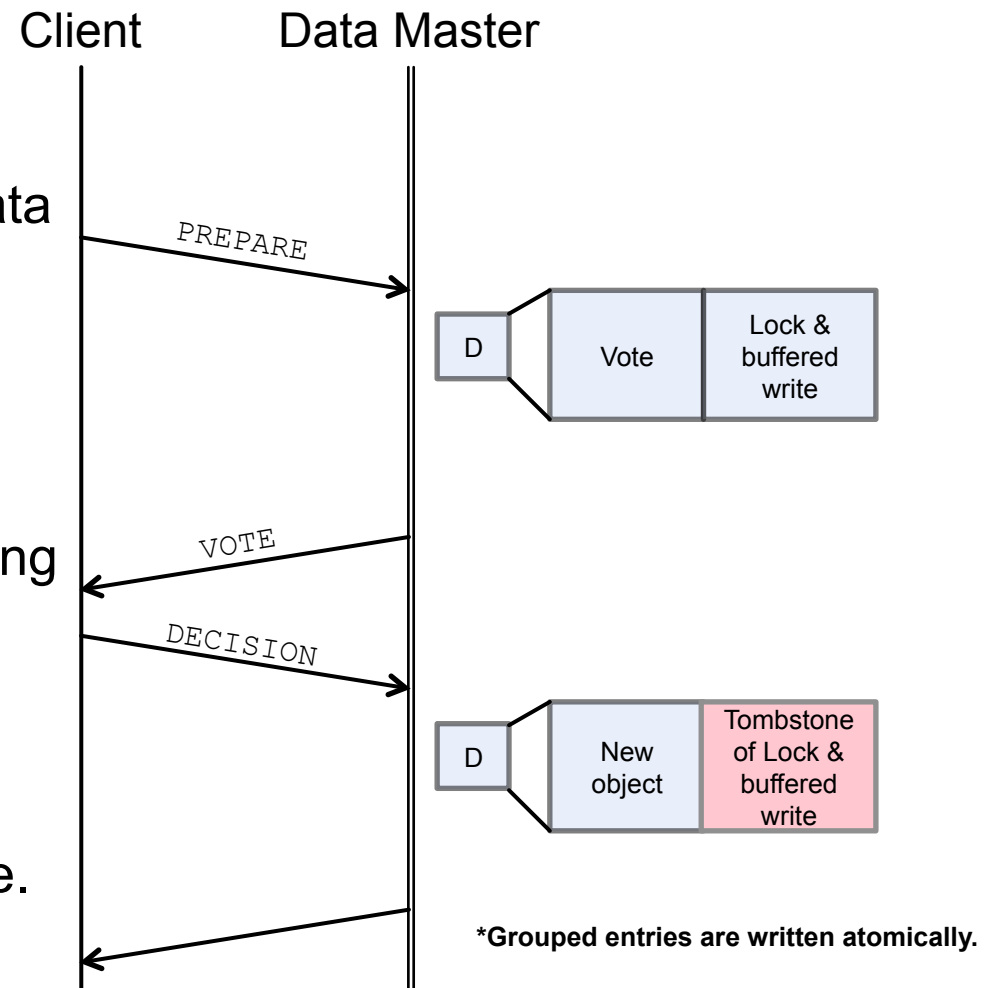 Client Data Master
ata
PREPARE
D
Vote
Lock &
buffered
write
ing
VOTE
DECISION
D
New
object
Tombstone
of Lock &
buffered
write
e.
*Grouped entries are written atomically.